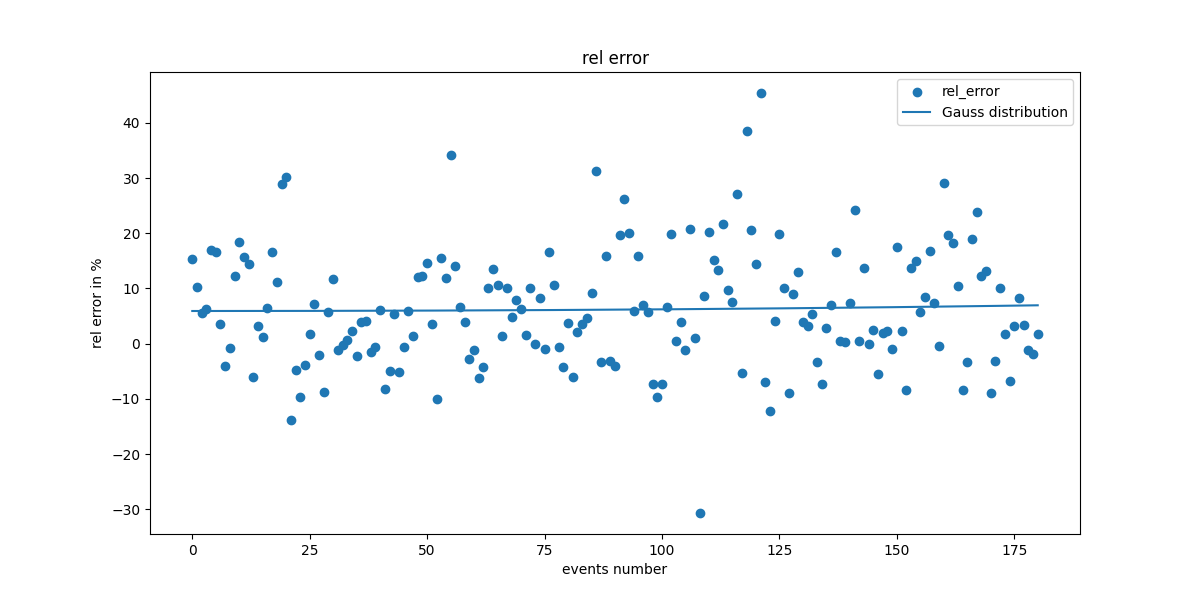 rel error
rel_error
Gauss distribution
rel error in %
40
30
20
10
0
−10
−20
−30
0 25 50 75 100 125 150 175
events number